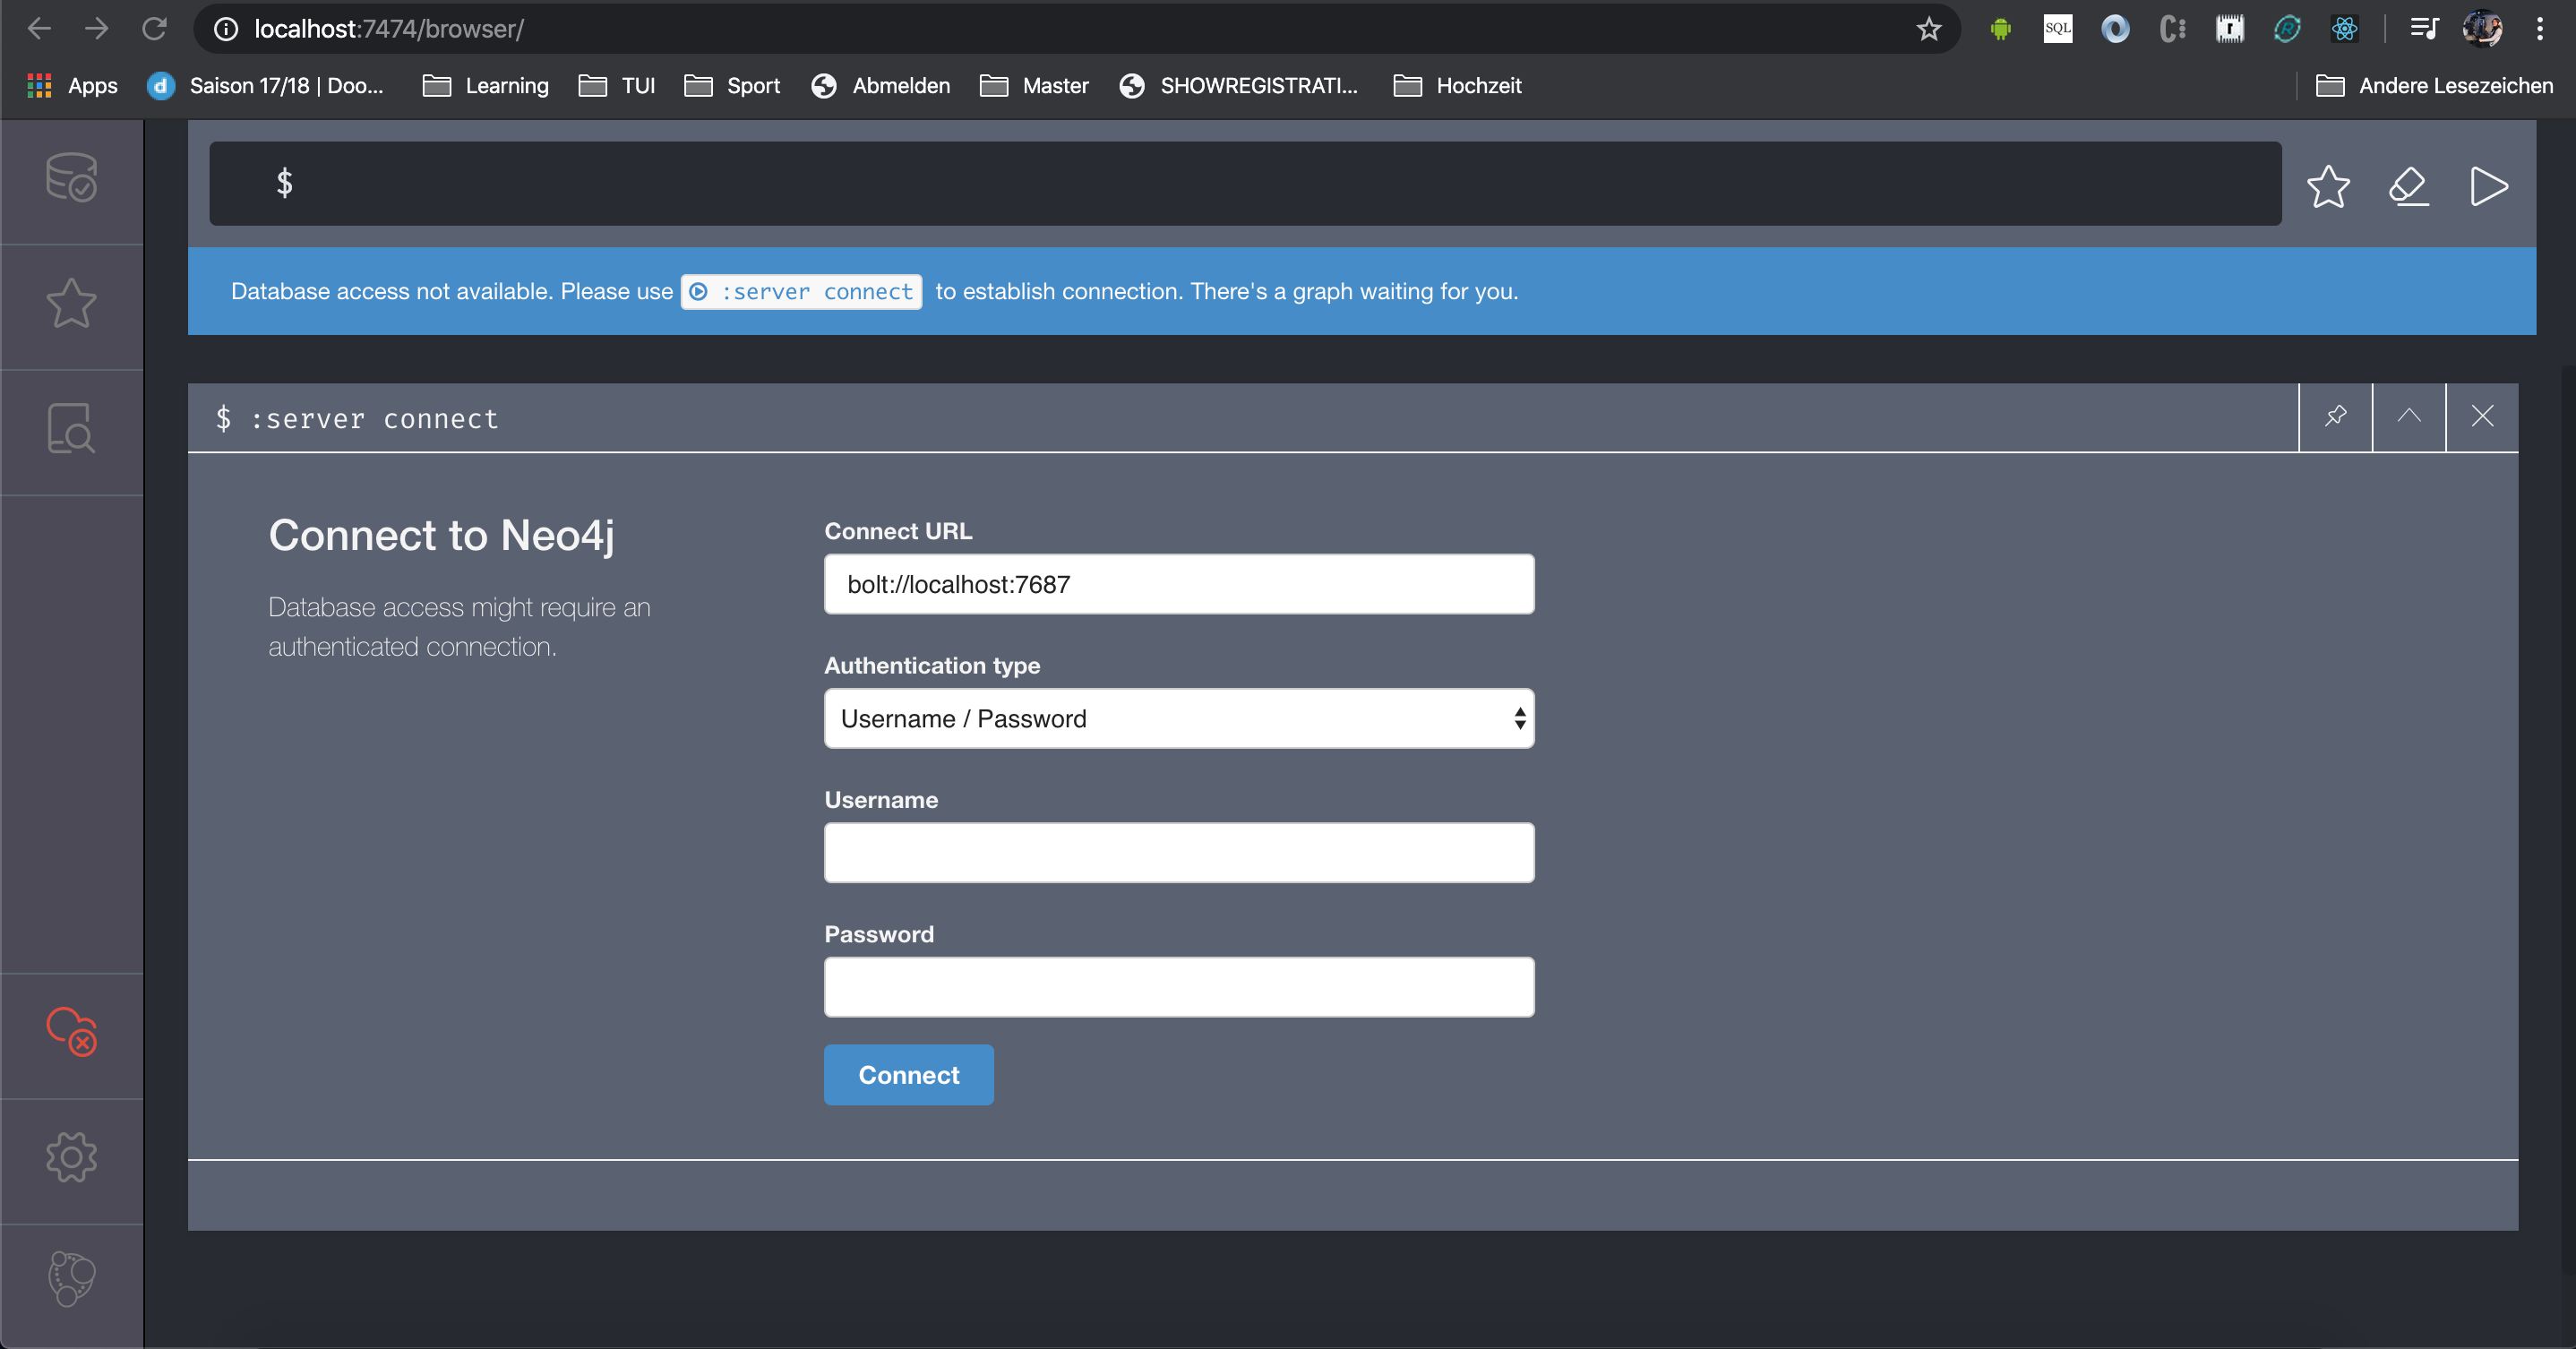 localhost:7474/browser/
SQL
Apps
d
Saison 17/18 | Doo...
Learning
TUI
Sport
Abmelden
Master
SHOWREGISTRATI...
Hochzeit
Andere Lesezeichen
$
Database access not available. Please use :server connect to establish connection. There's a graph waiting for you.
$ :server connect
Connect to Neo4j
Database access might require an
authenticated connection.
Connect URL
bolt://localhost:7687
Authentication type
Username / Password
Username
Password
Connect